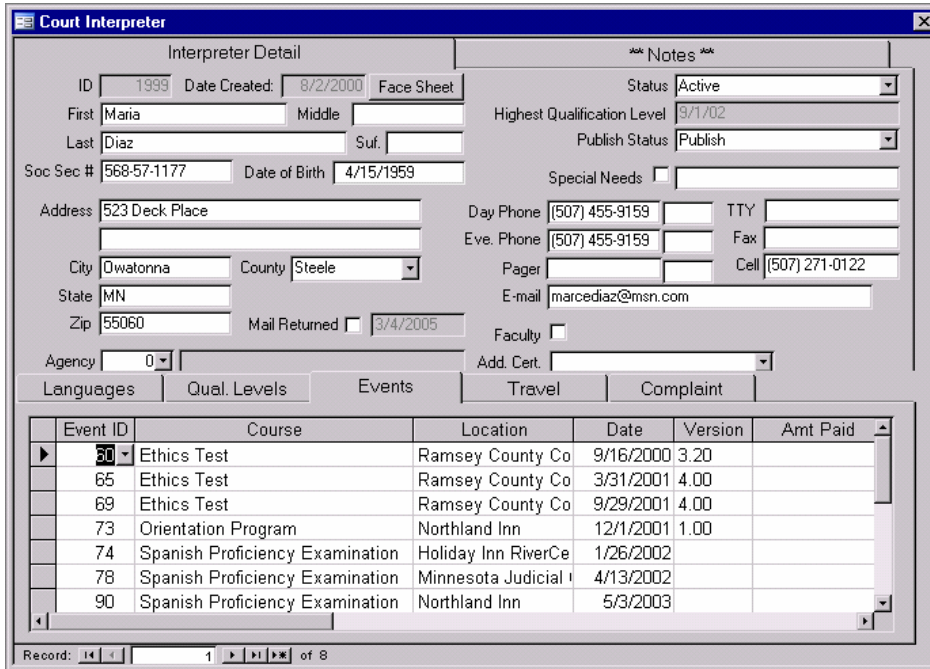 Court Interpreter
Interpreter Detail *** Notes ***
ID 1999 Date Created: 8/2/2000 Face Sheet Status Active
First Maria Middle Highest Qualification Level 9/1/02
Last Diaz Suf. Publish Status Publish
Soc Sec # 568-57-1177 Date of Birth 4/15/1959 Special Needs
Address 523 Deck Place Day Phone (507) 455-9159 TTY
Eve. Phone (507) 455-9159 Fax
City Owatonna County Steele Pager Cell (507) 271-0122
State MN E-mail marcediaz@msn.com
Zip 55060 Mail Returned 3/4/2005 Faculty
Agency 0 Add. Cert.
Languages Qual. Levels Events Travel Complaint
Event ID Course Location Date Version Amt Paid
60 Ethics Test Ramsey County Co 9/16/2000 3.20
65 Ethics Test Ramsey County Co 3/31/2001 4.00
69 Ethics Test Ramsey County Co 9/29/2001 4.00
73 Orientation Program Northland Inn 12/1/2001 1.00
74 Spanish Proficiency Examination Holiday Inn RiverCe 1/26/2002
78 Spanish Proficiency Examination Minnesota Judicial 4/13/2002
90 Spanish Proficiency Examination Northland Inn 5/3/2003
Record: 1 of 8